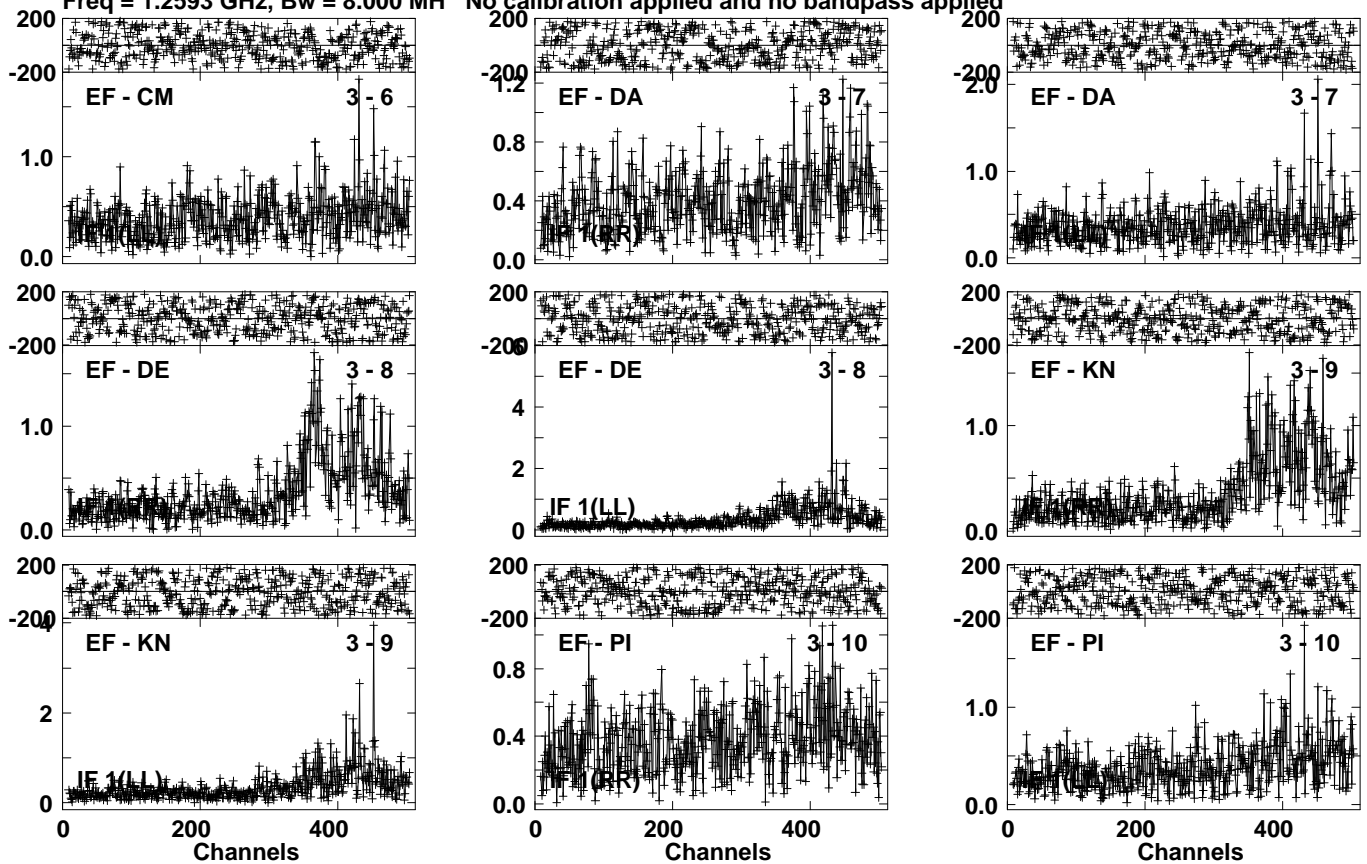 Freq = 1.2593 GHz, Bw = 8.000 MH No calibration applied and no bandpass applied
200
-200
EF - CM 3 - 6
1.0
0.0
200
-200
1.2
EF - DA 3 - 7
0.8
0.4
IF 1(RR)
0.0
200
-200
2.0
EF - DA 3 - 7
1.0
0.0
200
-200
EF - DE 3 - 8
1.0
0.0
200
-200
6
EF - DE 3 - 8
4
2
IF 1(LL)
0
200
-200
EF - KN 3 - 9
1.0
0.0
200
-200
4
EF - KN 3 - 9
2
IF 1(LL)
0
0 200 400
Channels
200
-200
EF - PI 3 - 10
0.8
0.4
IF 1(RR)
0.0
0 200 400
Channels
200
-200
EF - PI 3 - 10
1.0
0.0
0 200 400
Channels